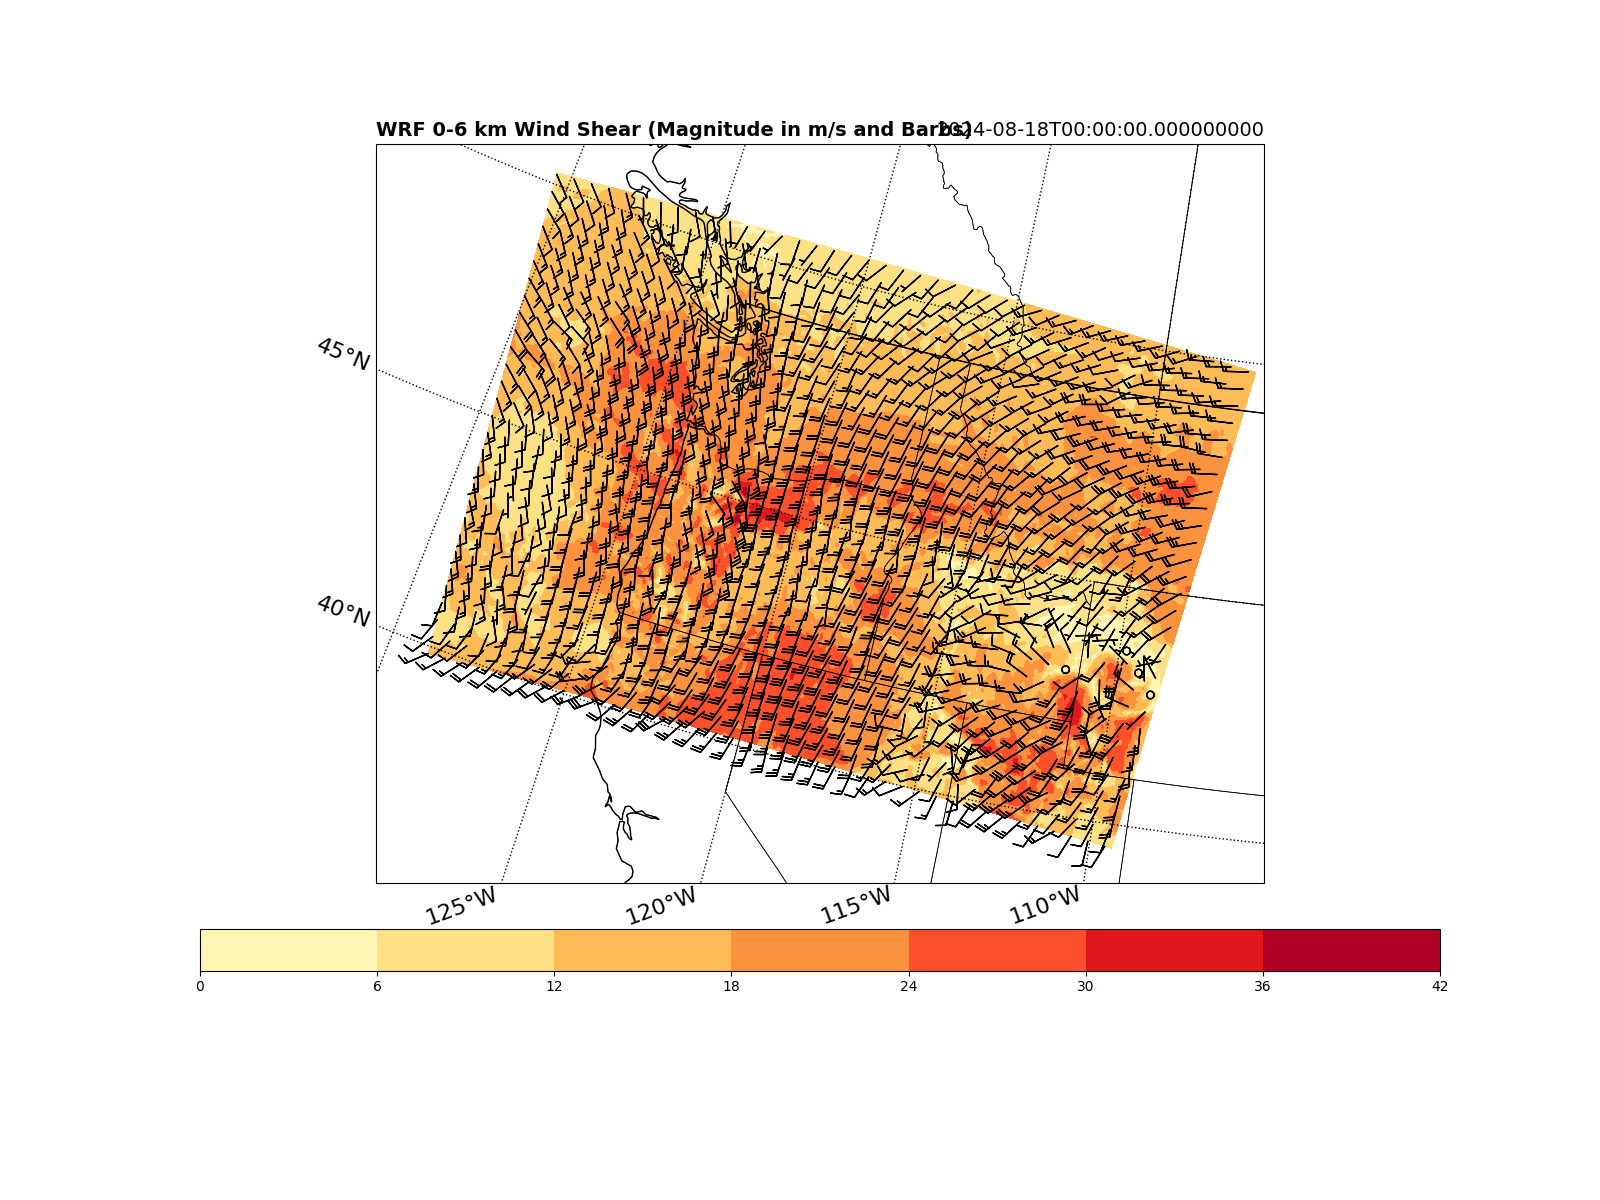 WRF 0-6 km Wind Shear (Magnitude in m/s and Barbs) 2024-08-18T00:00:00.000000000
45°N
40°N
125°W 120°W 115°W 110°W
0 6 12 18 24 30 36 42